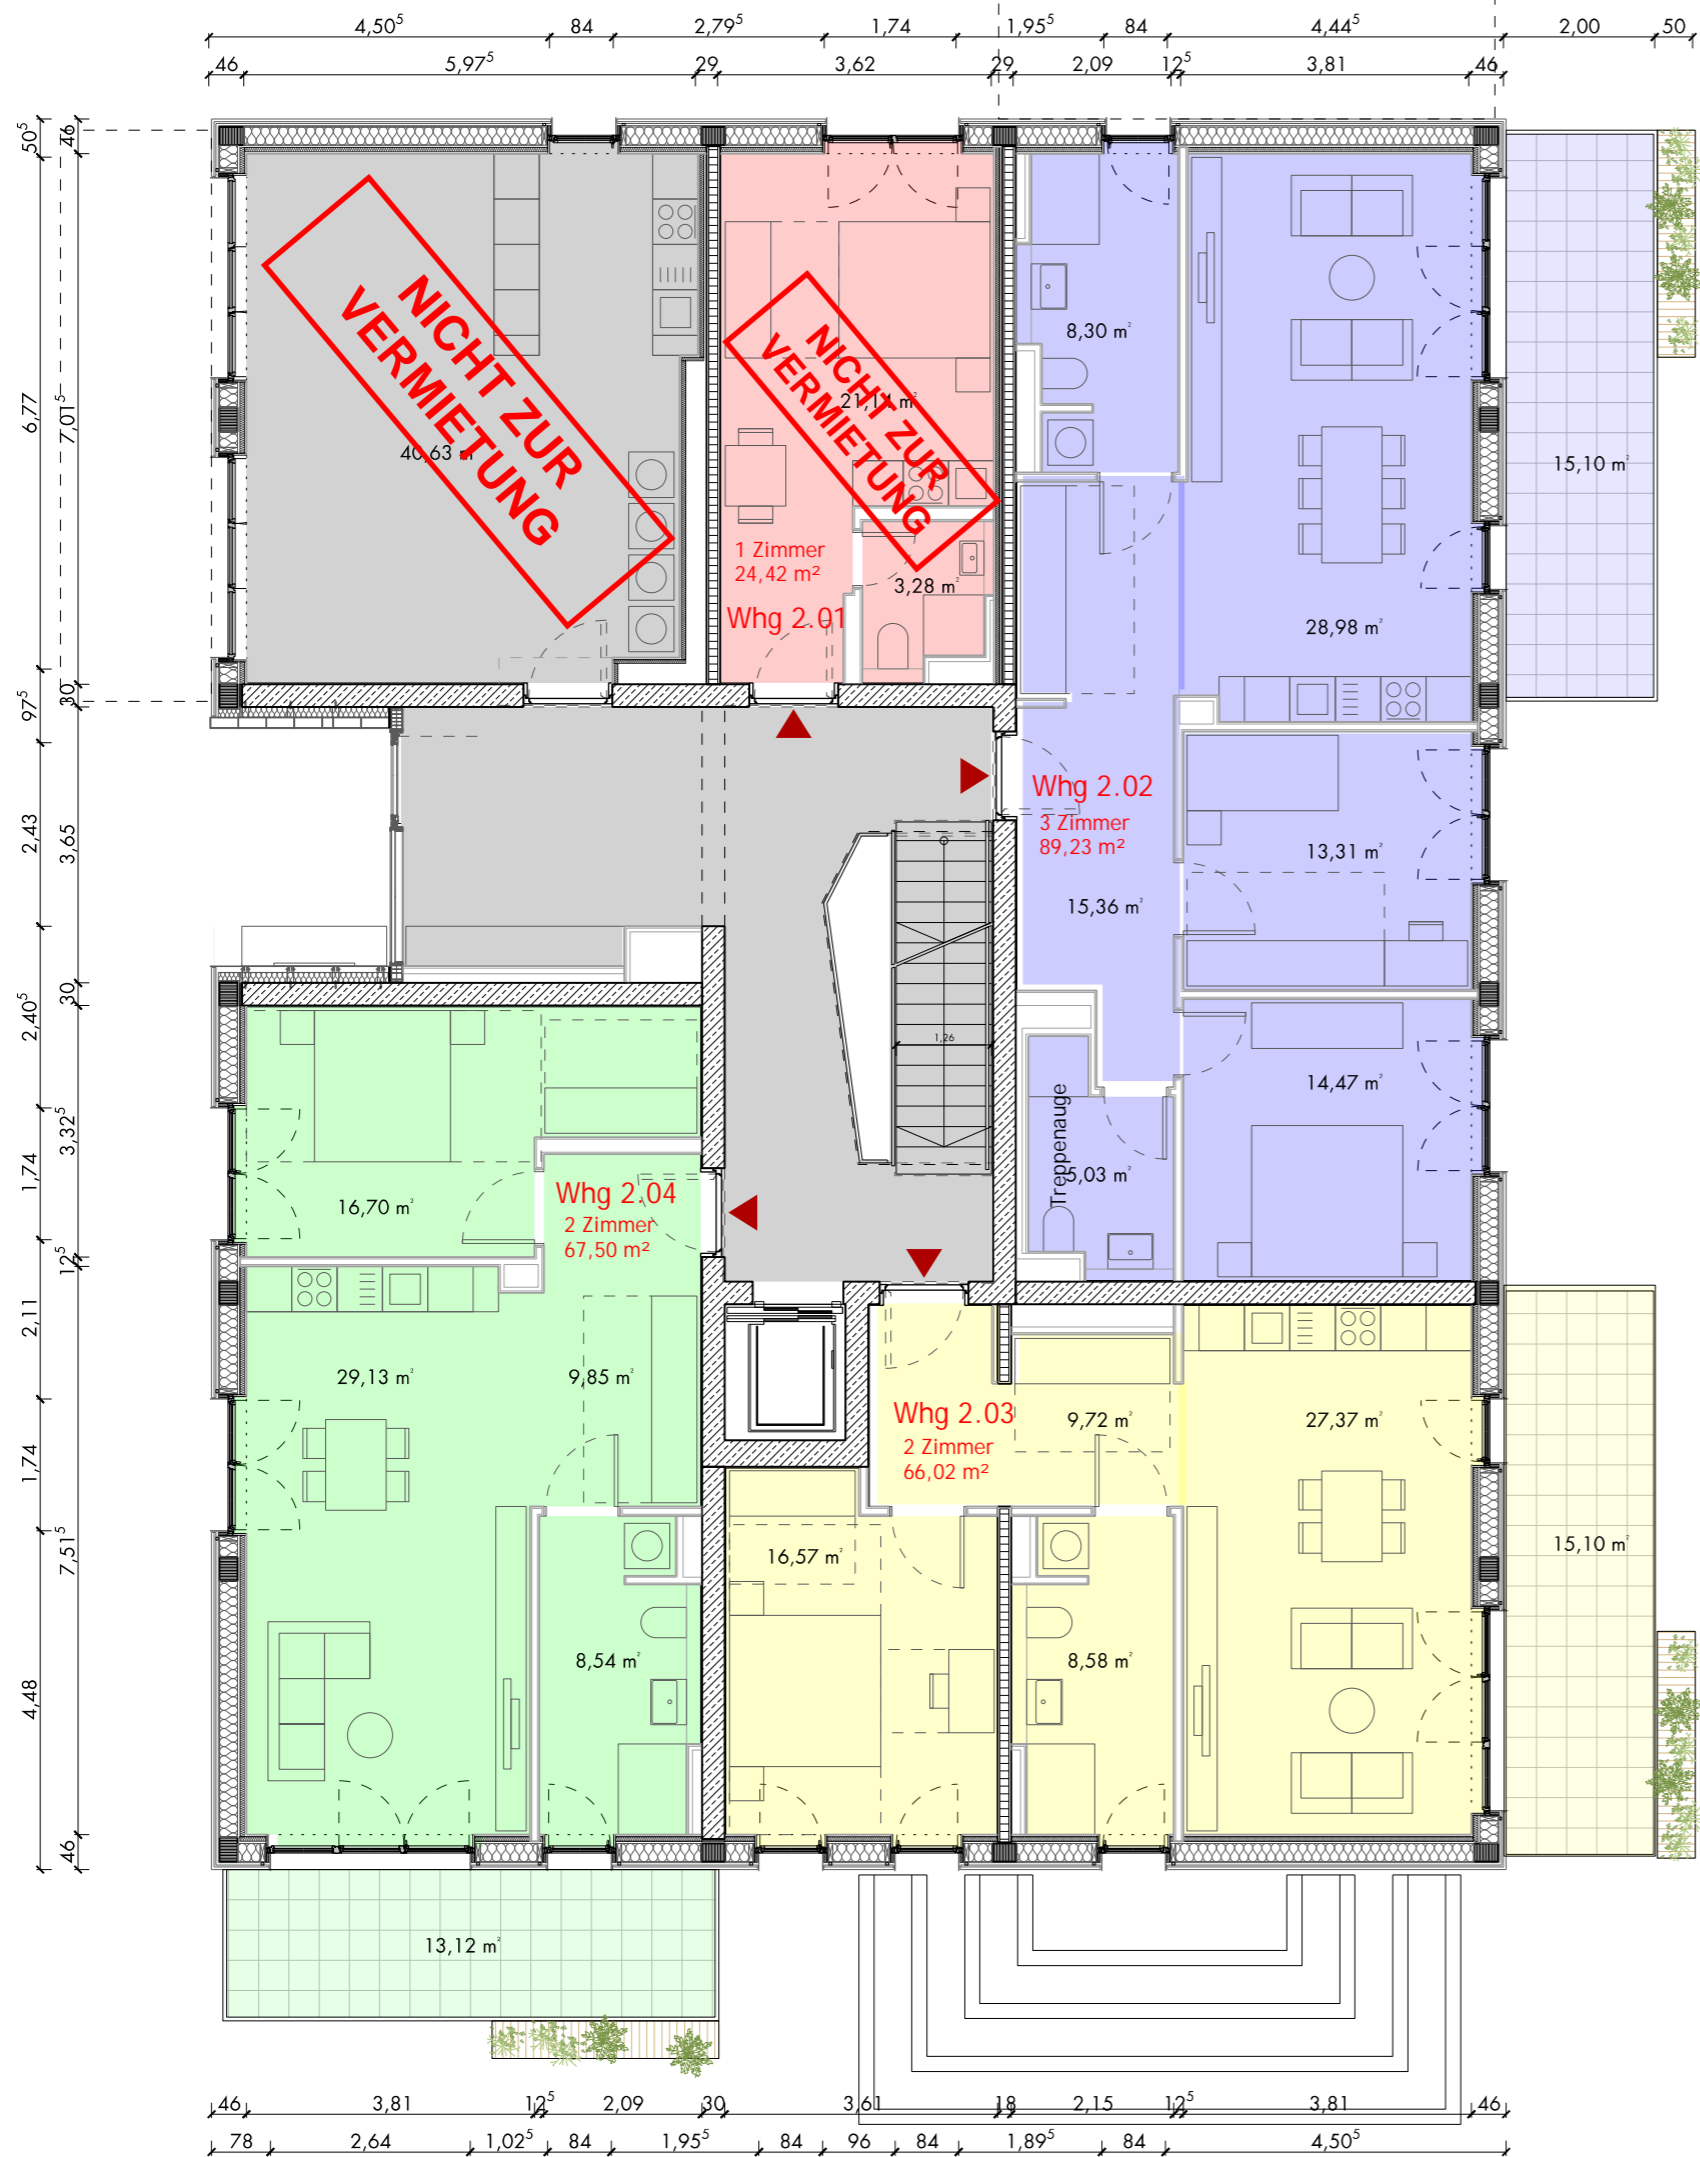 4,50⁵ 84 2,79⁵ 1,74 1,95⁵ 84 4,44⁵ 2,00 50
46 5,97⁵ 29 3,62 29 2,09 12⁵ 3,81 46
50⁵
46
6,77
7,01⁵
97⁵
30
2,43
3,65
2,40⁵
30
1,74
3,32⁵
12⁵
2,11
1,74
7,51⁵
4,48
46
NICHT ZUR
VERMIETUNG
40,63 m
NICHT ZUR
VERMIETUNG
21,14 m²
1 Zimmer
24,42 m²
Whg 2.01
3,28 m²
8,30 m²
28,98 m²
15,10 m²
Whg 2.02
3 Zimmer
89,23 m²
15,36 m²
13,31 m²
14,47 m²
Treppenauge
5,03 m²
1,26
16,70 m²
Whg 2.04
2 Zimmer
67,50 m²
29,13 m²
9,85 m²
8,54 m²
13,12 m²
Whg 2.03
2 Zimmer
66,02 m²
9,72 m²
27,37 m²
16,57 m²
8,58 m²
15,10 m²
46 3,81 12⁵ 2,09 30 3,61 18 2,15 12⁵ 3,81 46
78 2,64 1,02⁵ 84 1,95⁵ 84 96 84 1,89⁵ 84 4,50⁵